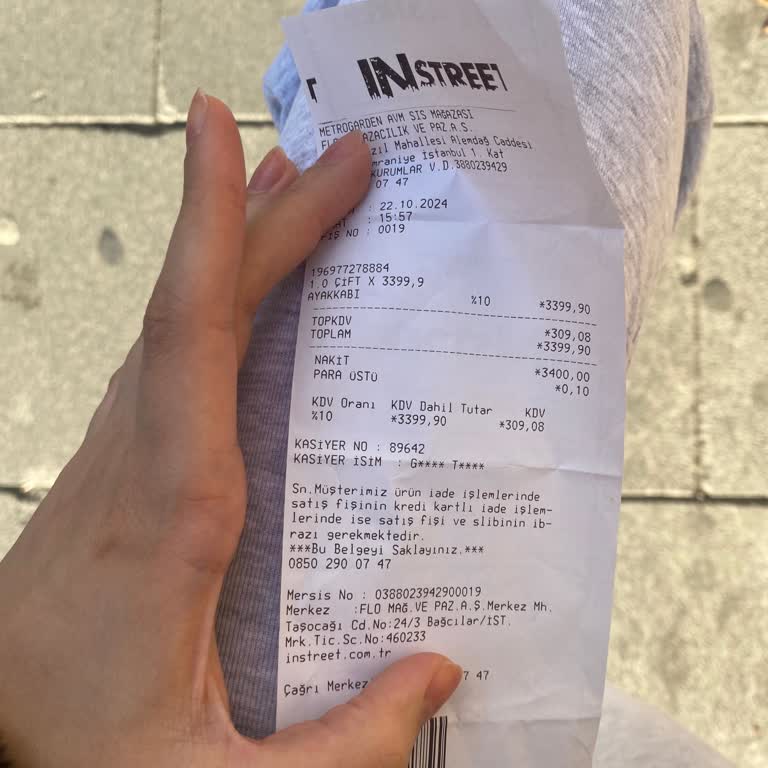 INSTREET
METROGARDEN AVM SIS MAĞAZASI
FLO AZACILIK VE PAZ.A.S.
Mahallesi Alemdağ Caddesi
mraniye İstanbul 1. Kat
KURUMLAR V.D.3880239429
07 47
: 22.10.2024
: 15:57
FİŞ NO : 0019
196977278884
1.0 ÇİFT X 3399,9
AYAKKABI %10 *3399,90
TOPKDV *309,08
TOPLAM *3399,90
NAKİT *3400,00
PARA ÜSTÜ *0,10
KDV Oranı KDV Dahil Tutar KDV
%10 *3399,90 *309,08
KASİYER NO : 89642
KASİYER İSİM : G**** T****
Sn.Müşterimiz ürün iade işlemlerinde
satış fişinin kredi kartlı iade işlem-
lerinde ise satış fişi ve slibinin ib-
razı gerekmektedir.
***Bu Belgeyi Saklayınız.***
0850 290 07 47
Mersis No : 0388023942900019
Merkez :FLO MAĞ.VE PAZ.A.Ş.Merkez Mh.
Taşocağı Cd.No:24/3 Bağcılar/İST.
Mrk.Tic.Sc.No:460233
instreet.com.tr
Çağrı Merkez 7 47